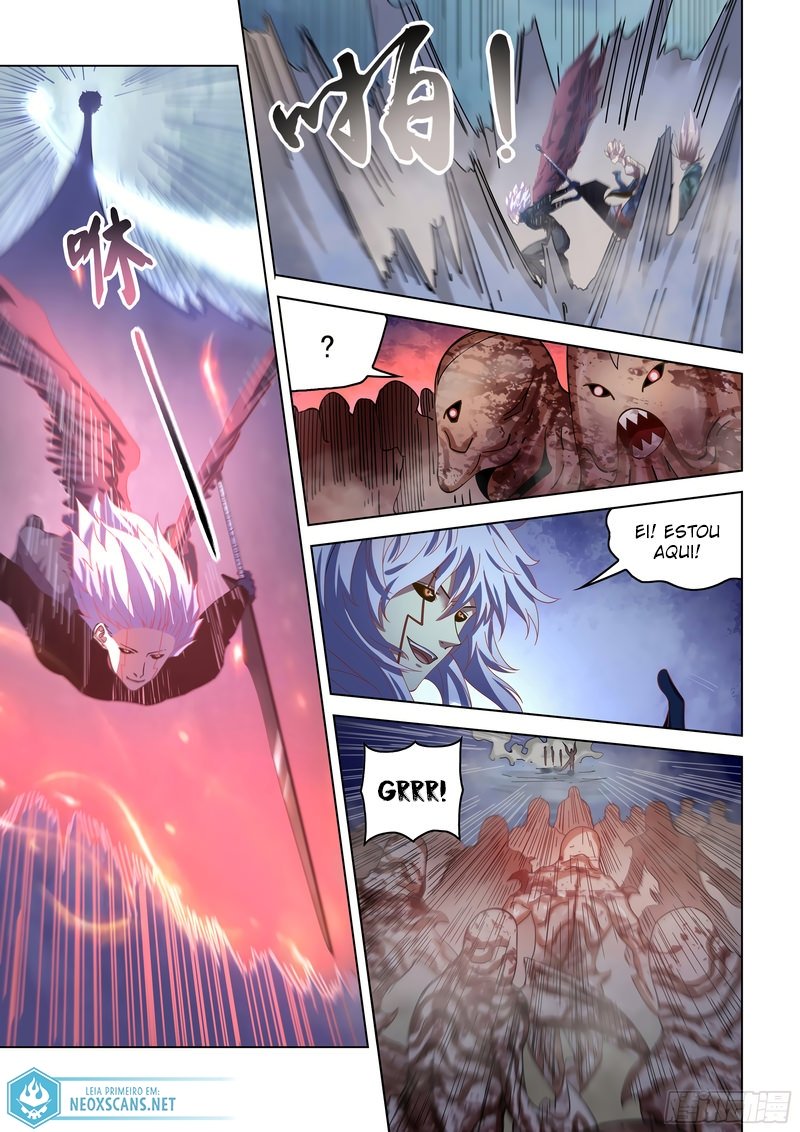 啪!
咻
?
EI! ESTOU
AQUI!
GRRR!
LEIA PRIMEIRO EM:
NEOXSCANS.NET